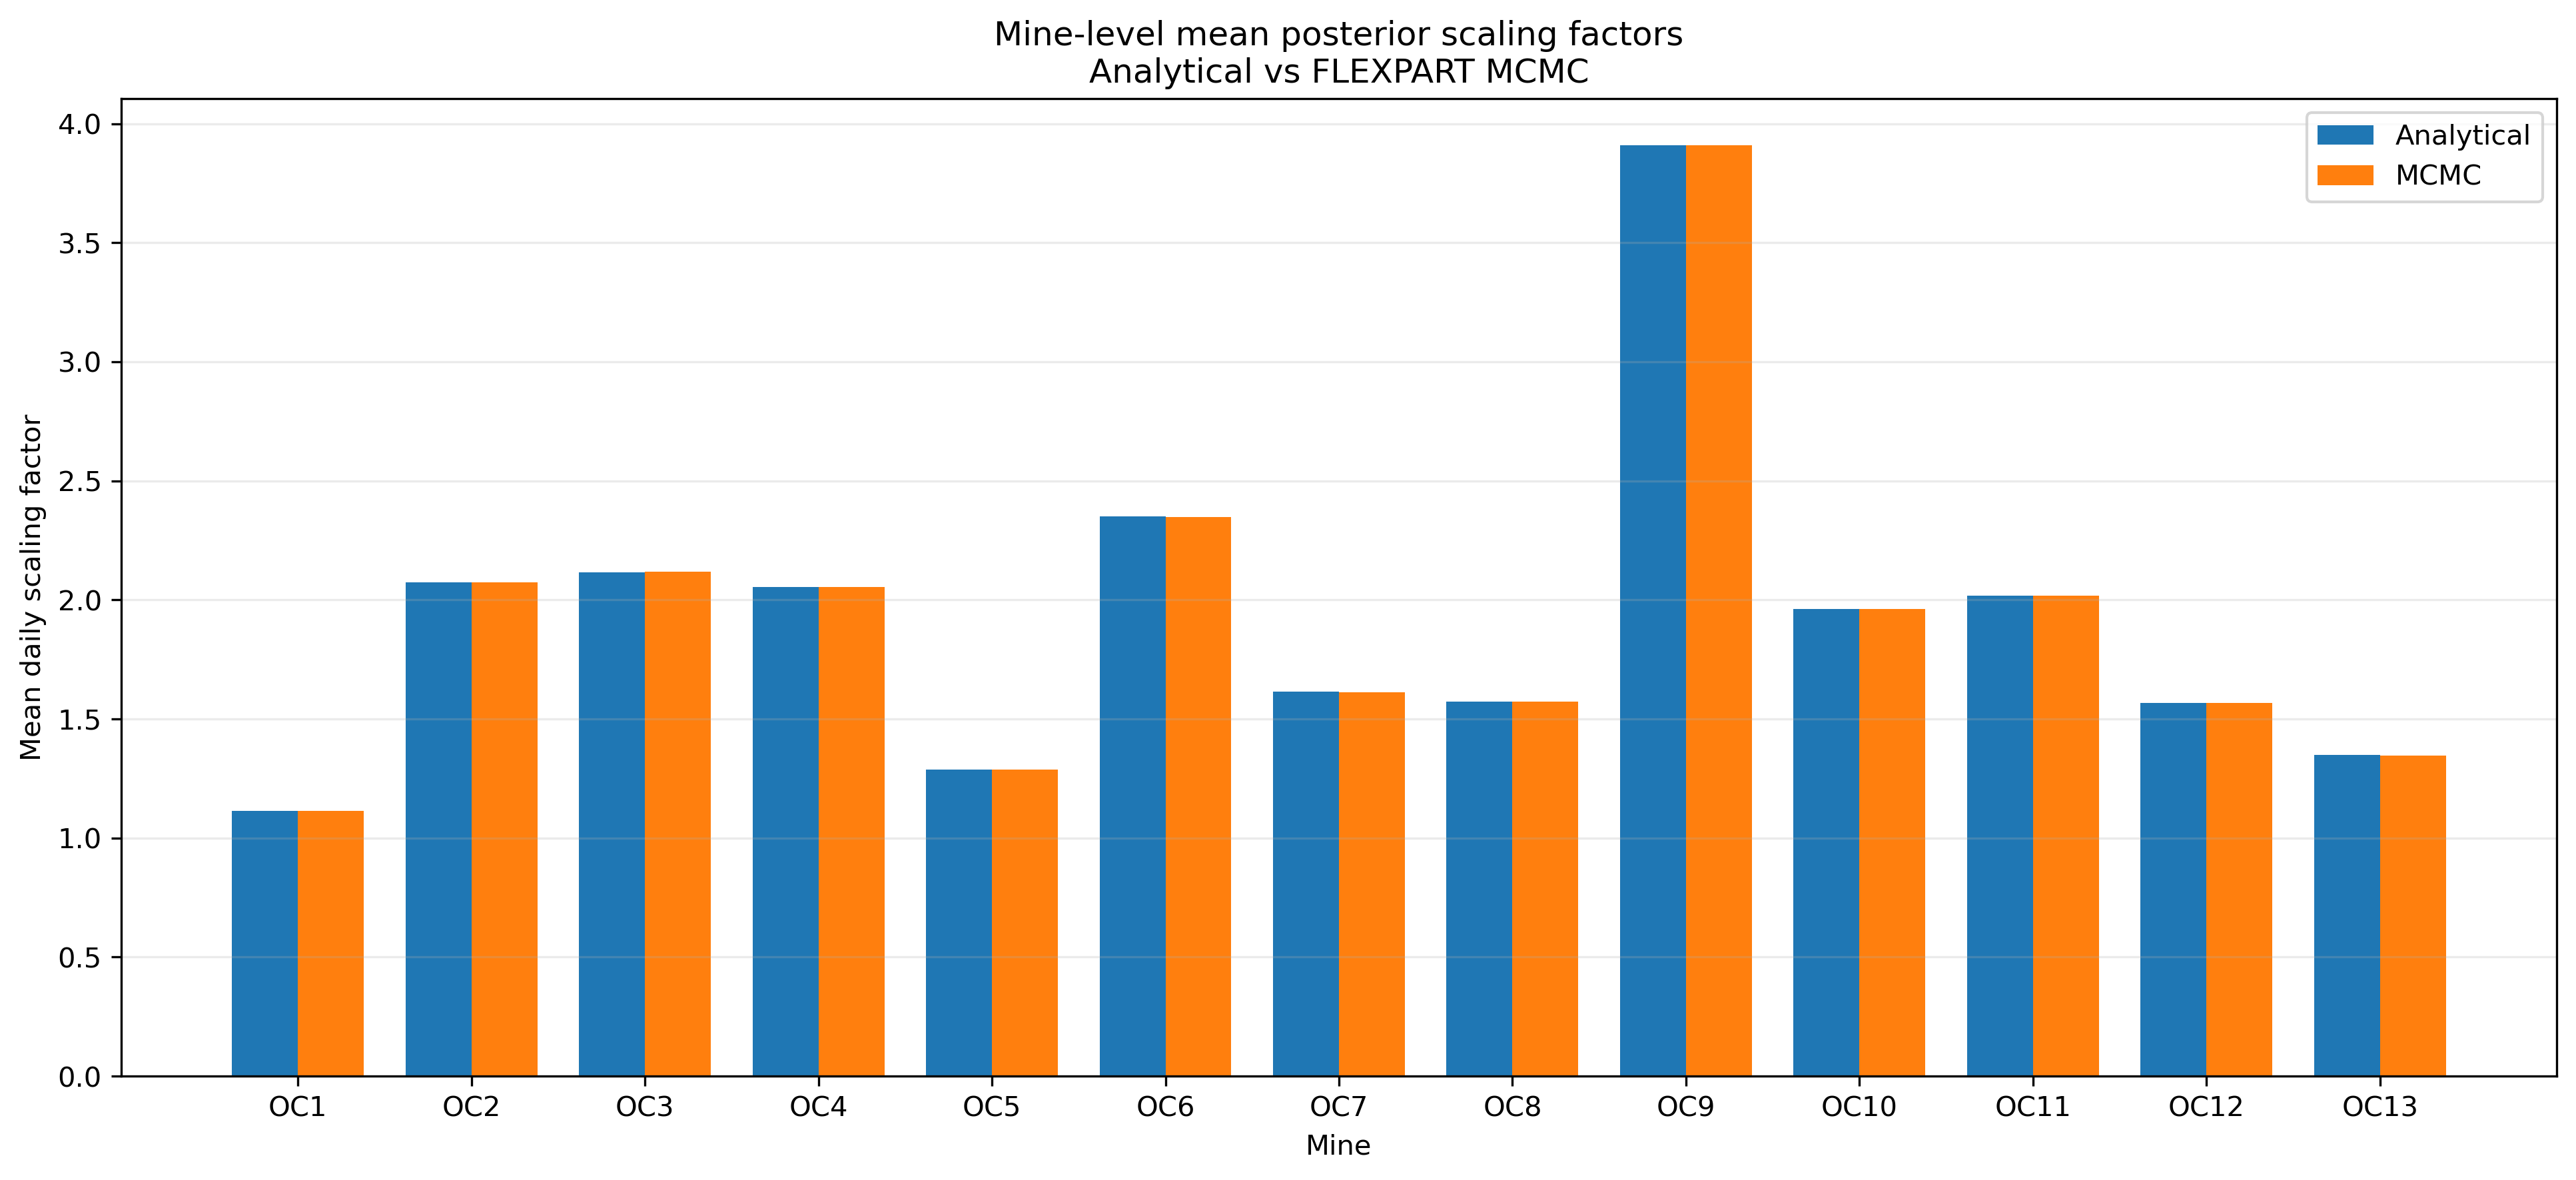 Mine-level mean posterior scaling factors
Analytical vs FLEXPART MCMC
Analytical
MCMC
Mean daily scaling factor
4.0
3.5
3.0
2.5
2.0
1.5
1.0
0.5
0.0
OC1 OC2 OC3 OC4 OC5 OC6 OC7 OC8 OC9 OC10 OC11 OC12 OC13
Mine